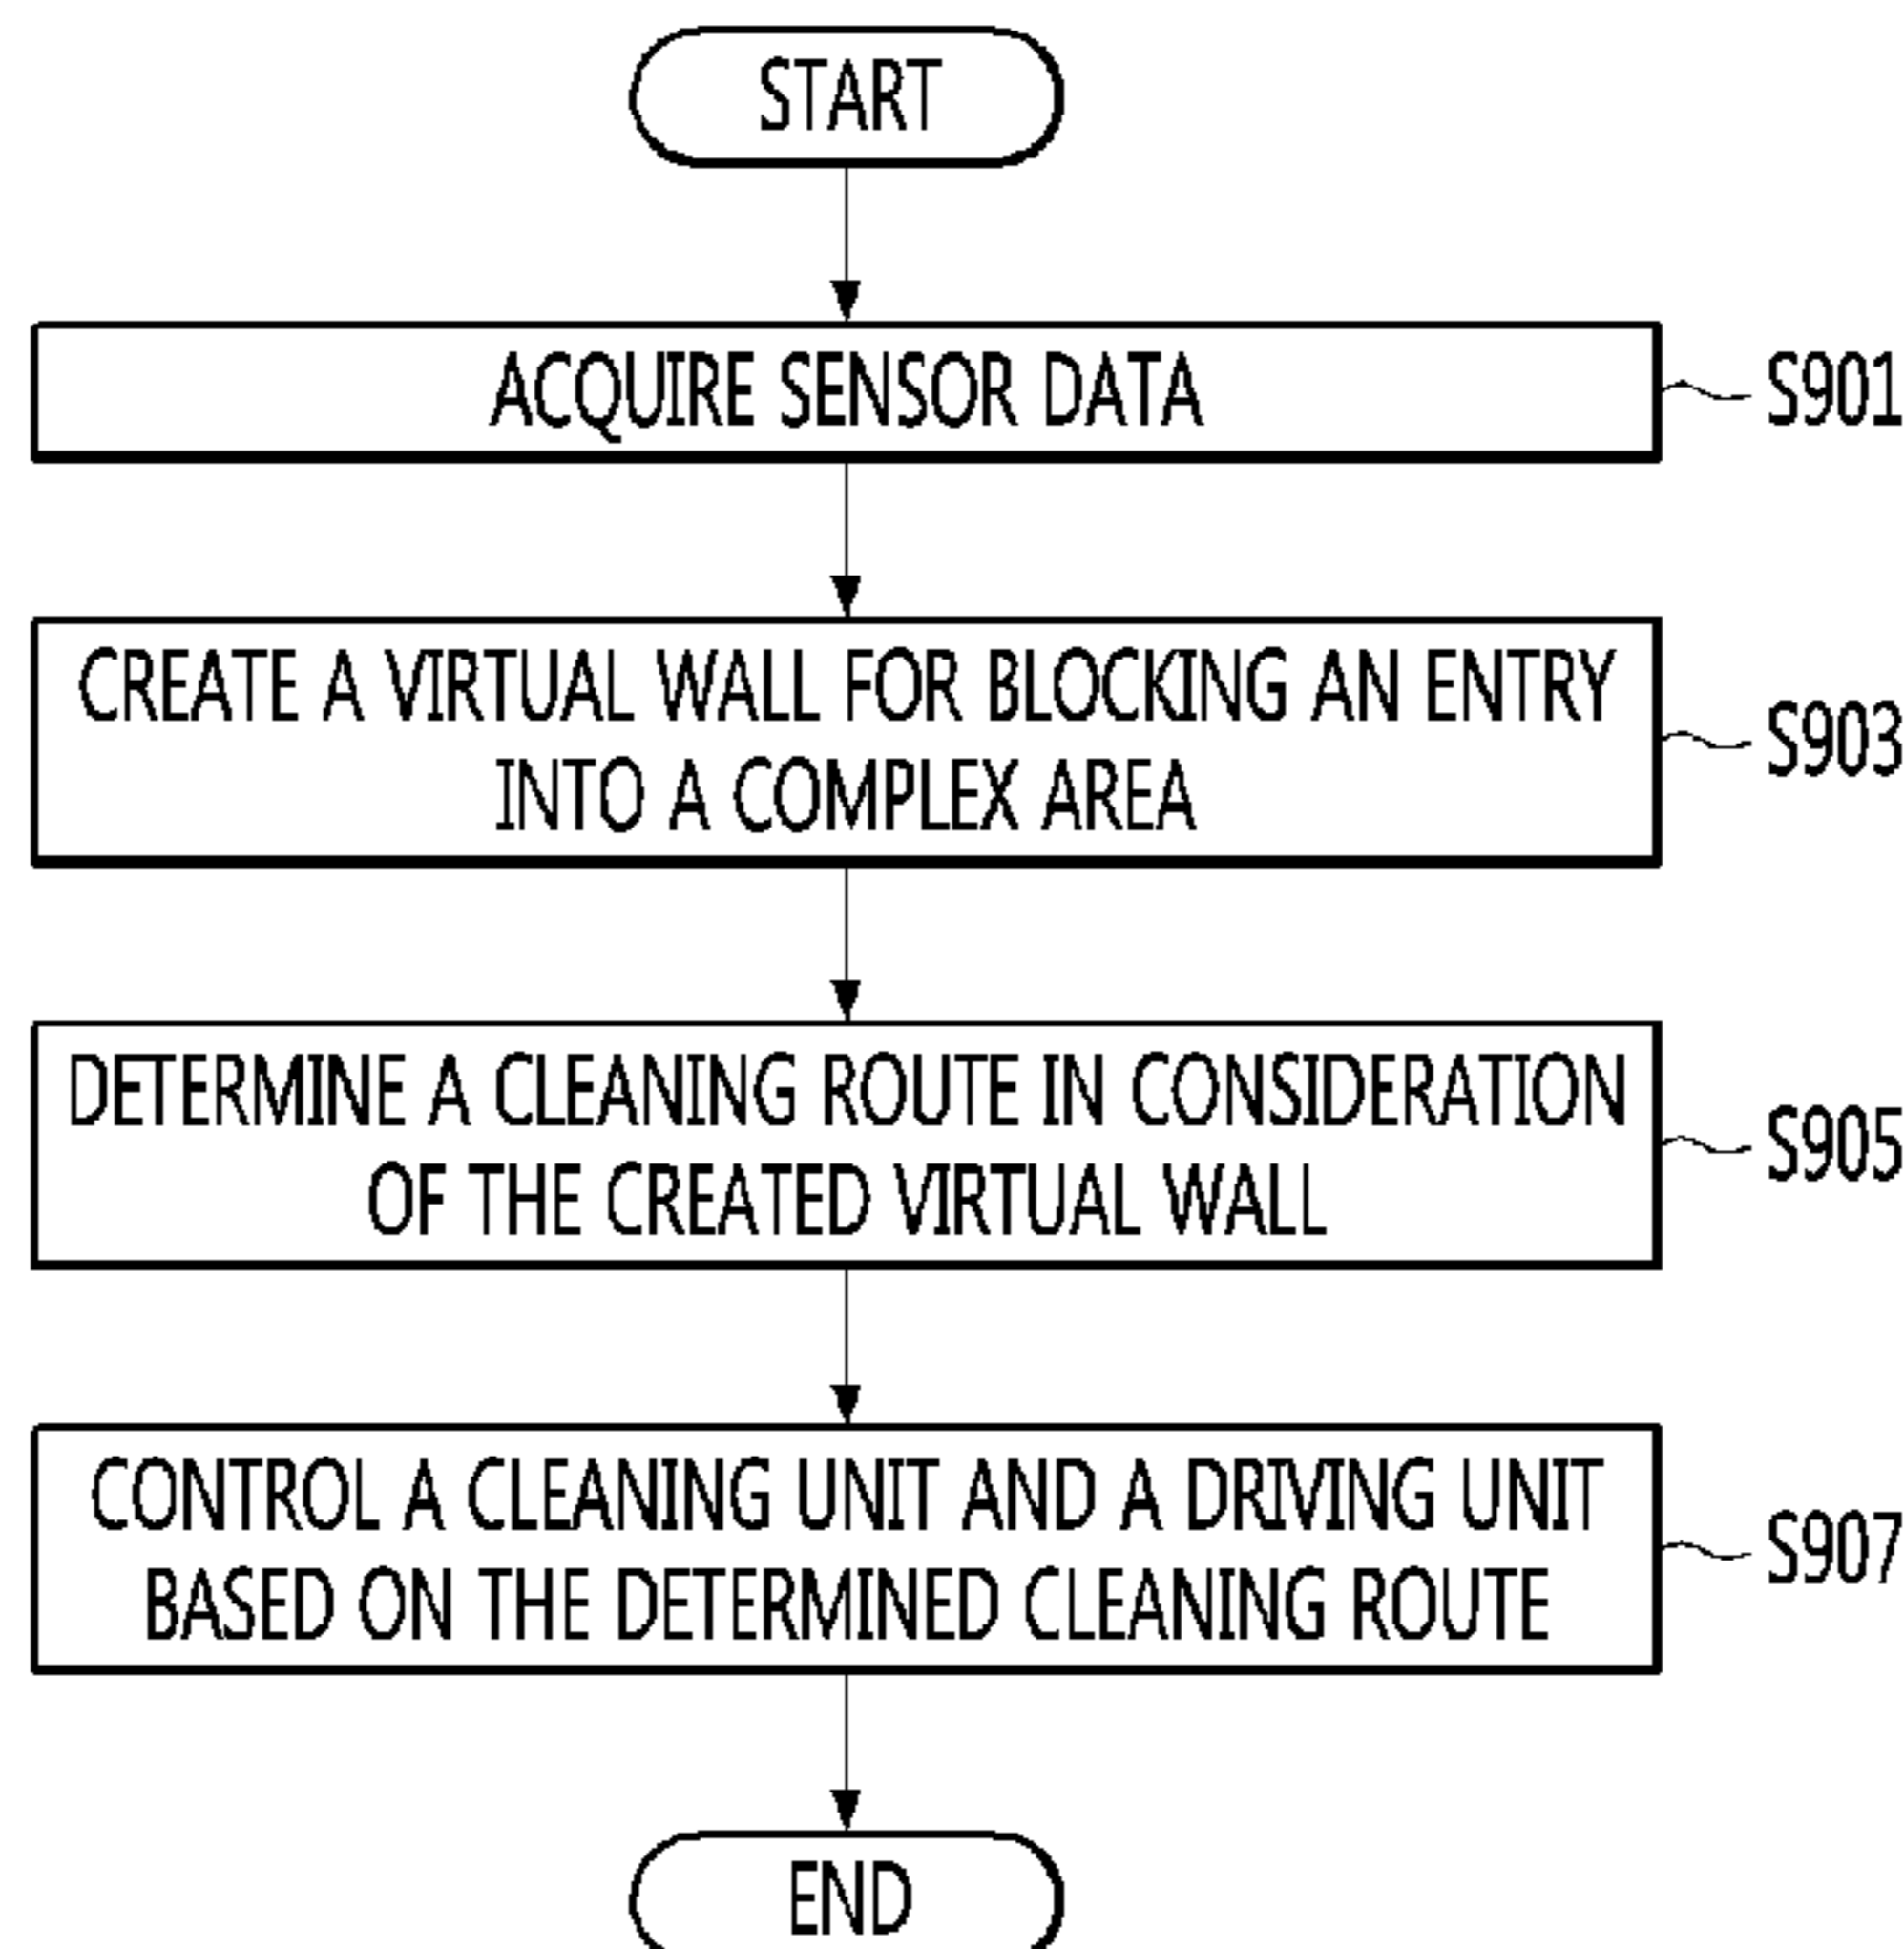 START
ACQUIRE SENSOR DATA
S901
CREATE A VIRTUAL WALL FOR BLOCKING AN ENTRY
INTO A COMPLEX AREA
S903
DETERMINE A CLEANING ROUTE IN CONSIDERATION
OF THE CREATED VIRTUAL WALL
S905
CONTROL A CLEANING UNIT AND A DRIVING UNIT
BASED ON THE DETERMINED CLEANING ROUTE
S907
END